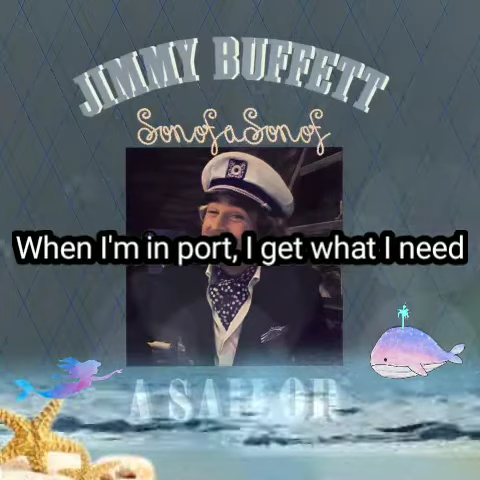 JIMMY BUFFETT
Son of a Son of
When I'm in port, I get what I need
A SAILOR